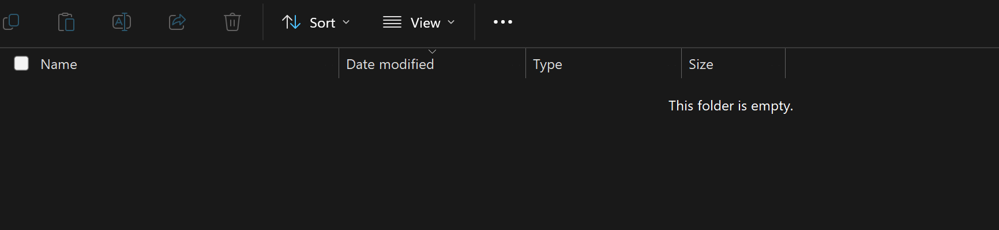 Sort View
Name Date modified Type Size
This folder is empty.